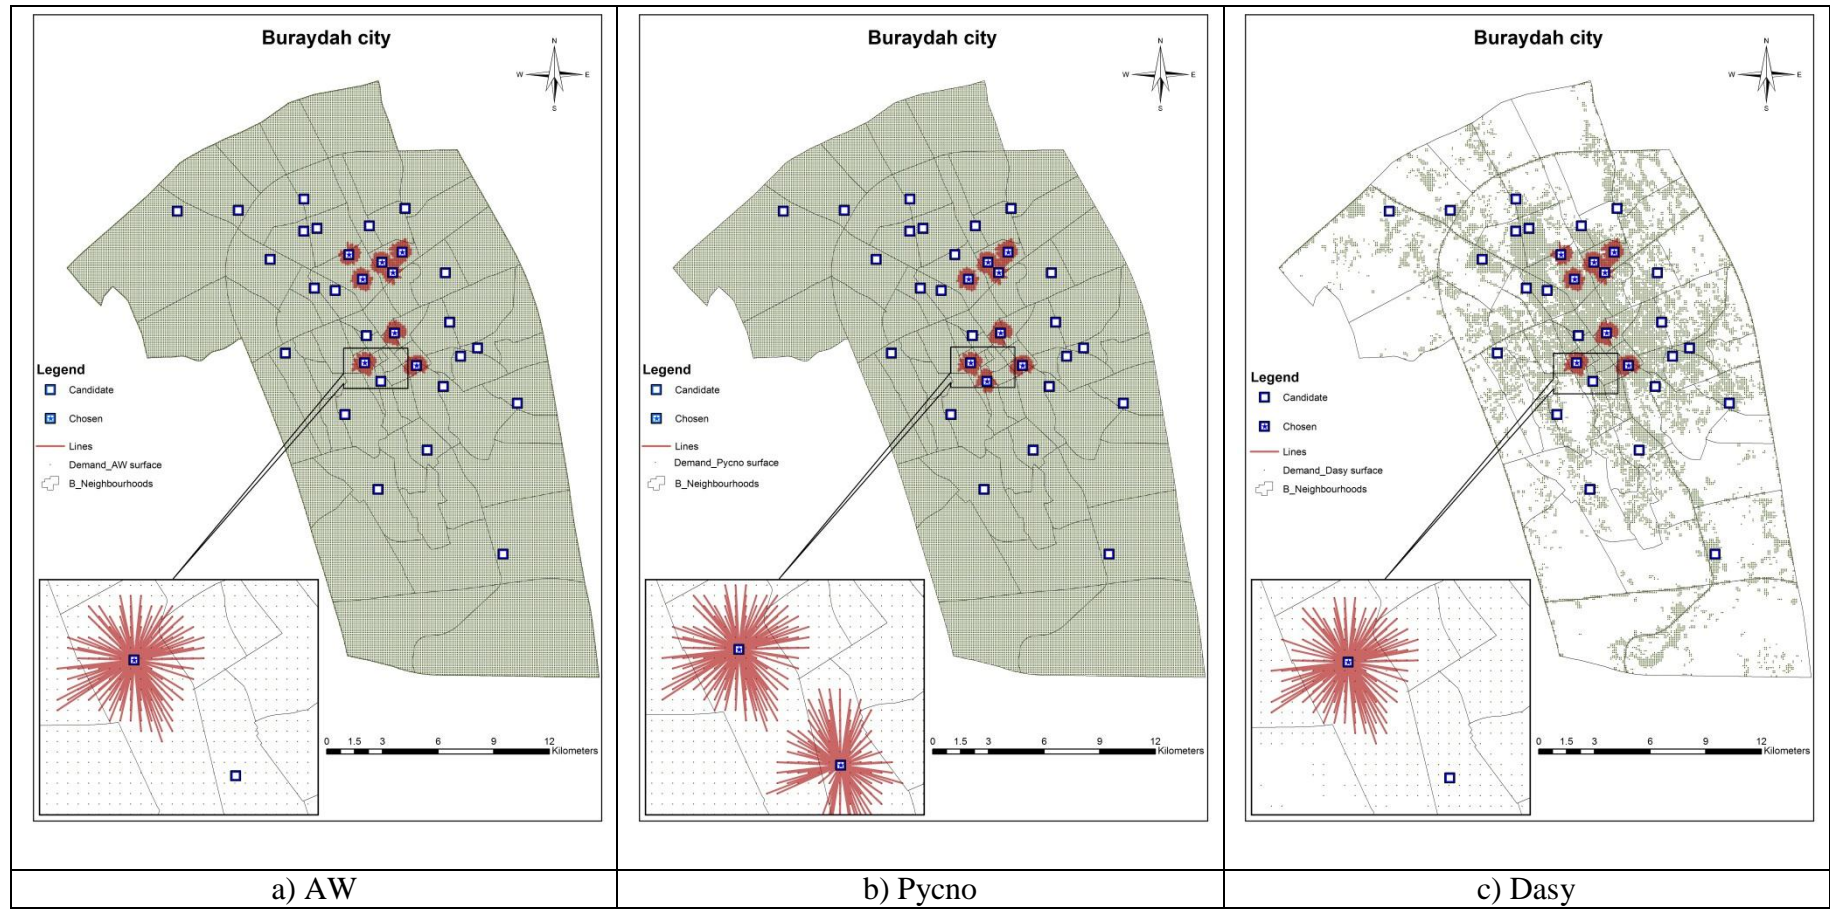 Buraydah city
N
W E
S
Legend
Candidate
Chosen
Lines
Demand_AW surface
B_Neighbourhoods
0 1.5 3 6 9 12
Kilometers
a) AW
Buraydah city
N
W E
S
Legend
Candidate
Chosen
Lines
Demand_Pycno surface
B_Neighbourhoods
0 1.5 3 6 9 12
Kilometers
b) Pycno
Buraydah city
N
W E
S
Legend
Candidate
Chosen
Lines
Demand_Dasy surface
B_Neighbourhoods
0 1.5 3 6 9 12
Kilometers
c) Dasy